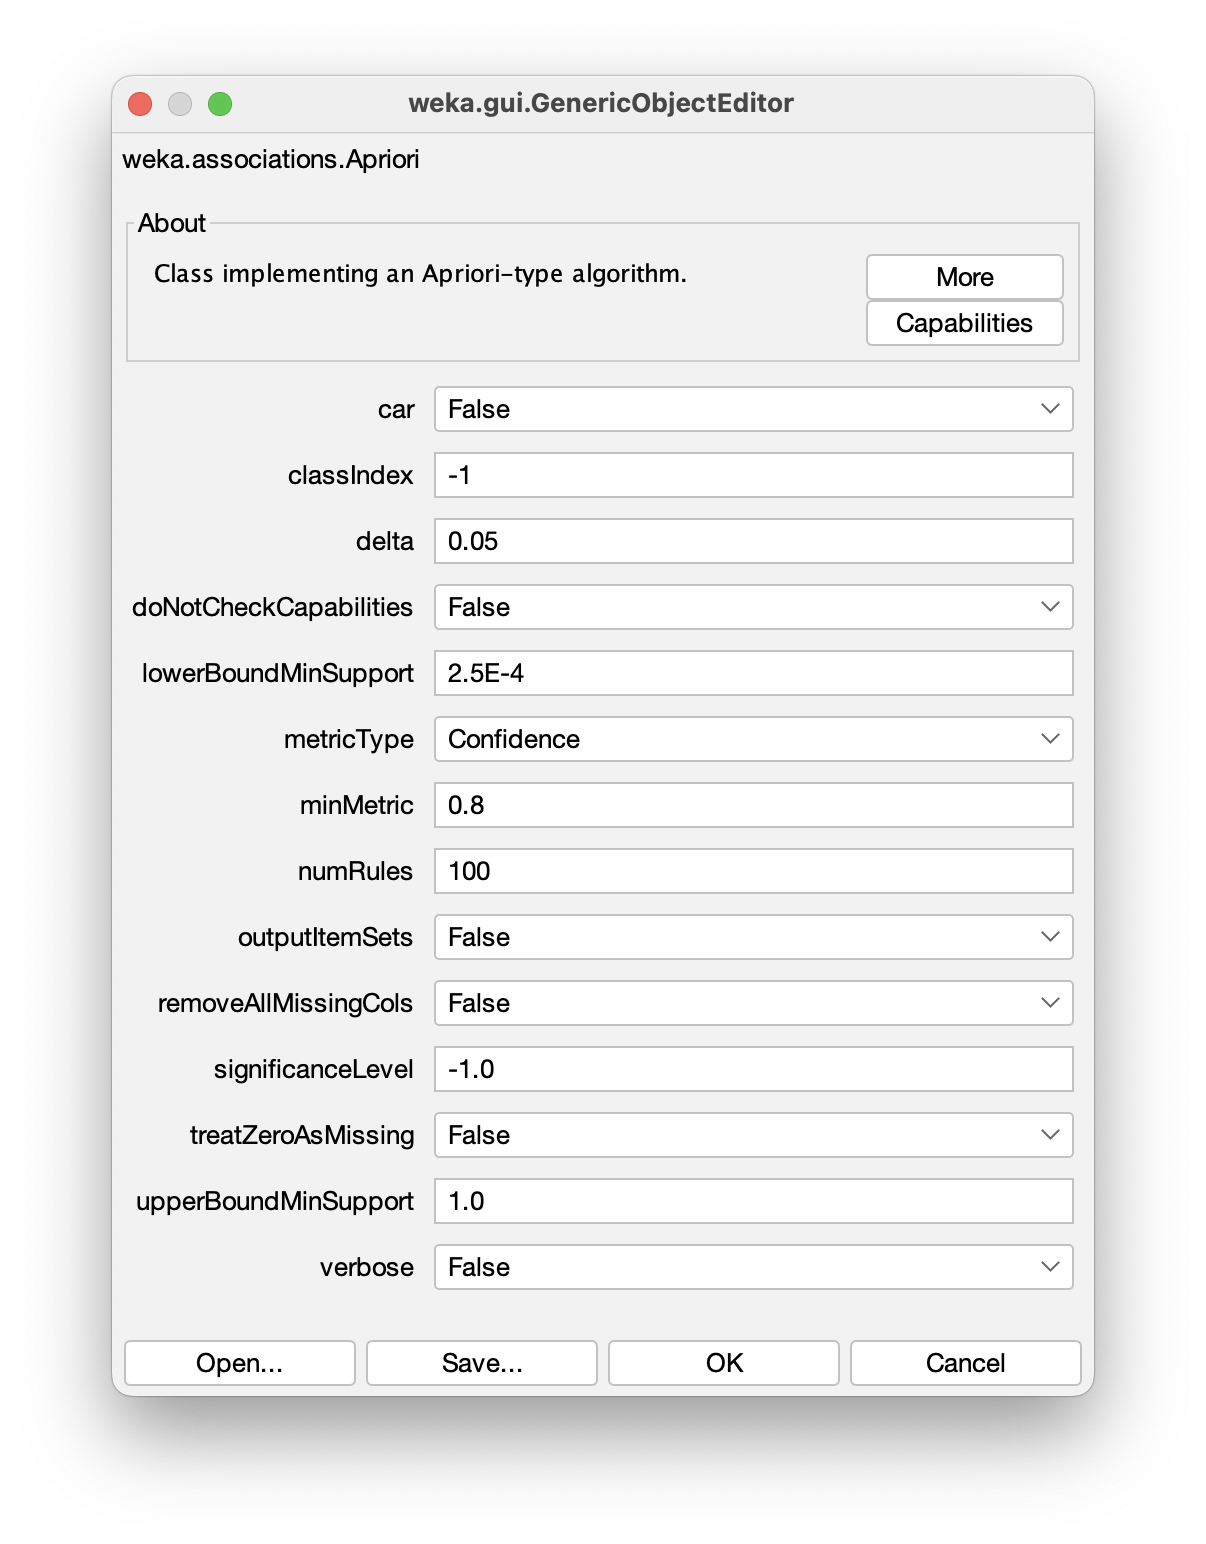 weka.gui.GenericObjectEditor
weka.associations.Apriori
About
Class implementing an Apriori-type algorithm.
More
Capabilities
car False
classIndex -1
delta 0.05
doNotCheckCapabilities False
lowerBoundMinSupport 2.5E-4
metricType Confidence
minMetric 0.8
numRules 100
outputItemSets False
removeAllMissingCols False
significanceLevel -1.0
treatZeroAsMissing False
upperBoundMinSupport 1.0
verbose False
Open... Save... OK Cancel